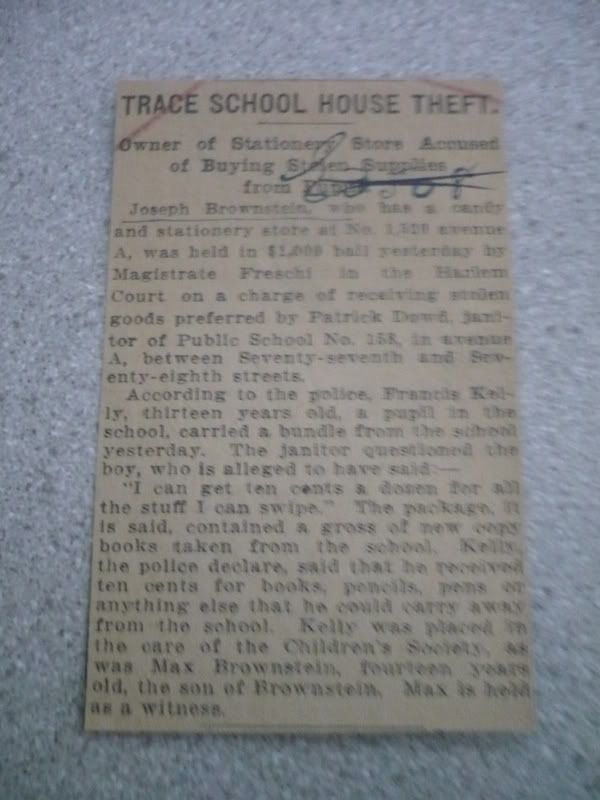 TRACE SCHOOL HOUSE THEFT.
Owner of Stationery Store Accused
of Buying Stolen Supplies
from
Joseph Brownstein, who has a candy
and stationery store at No. avenue
A, was held in $1,000 bail yesterday by
Magistrate Freschi in the Harlem
Court on a charge of receiving stolen
goods preferred by Patrick Dowd, jani-
tor of Public School No. 158, in avenue
A, between Seventy-seventh and Sev-
enty-eighth streets.
According to the police, Francis Kel-
ly, thirteen years old, a pupil in the
school, carried a bundle from the school
yesterday. The janitor questioned the
boy, who is alleged to have said:—
"I can get ten cents a dozen for all
the stuff I can swipe." The package, it
is said, contained a gross of new copy
books taken from the school. Kelly,
the police declare, said that he received
ten cents for books, pencils, pens or
anything else that he could carry away
from the school. Kelly was placed in
the care of the Children's Society, as
was Max Brownstein, fourteen years
old, the son of Brownstein. Max is held
as a witness.